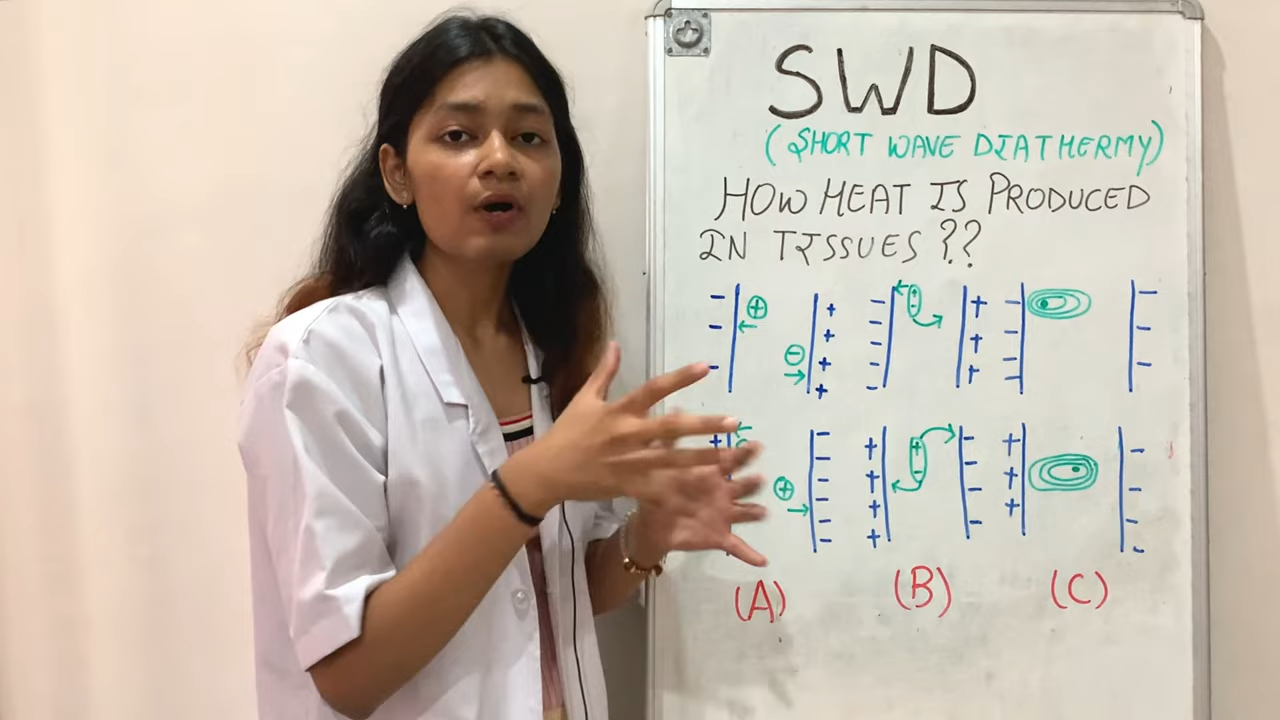 SWD
(SHORT WAVE DIATHERMY)
HOW HEAT IS PRODUCED
IN TISSUES ??
(A) (B) (C)